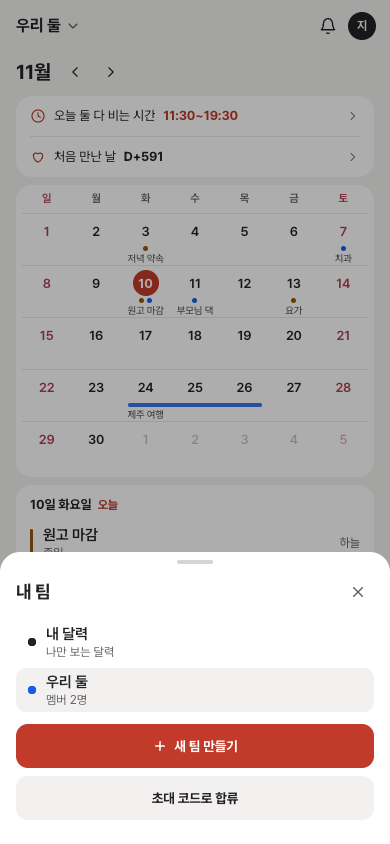 우리 둘
지
11월
오늘 둘 다 비는 시간 11:30~19:30
처음 만난 날 D+591
일 월 화 수 목 금 토
1 2 3 4 5 6 7
저녁 약속 치과
8 9 10 11 12 13 14
원고 마감 부모님 댁 요가
15 16 17 18 19 20 21
22 23 24 25 26 27 28
제주 여행
29 30 1 2 3 4 5
10일 화요일 오늘
원고 마감
하늘
내 팀
내 달력
나만 보는 달력
우리 둘
멤버 2명
+ 새 팀 만들기
초대 코드로 합류